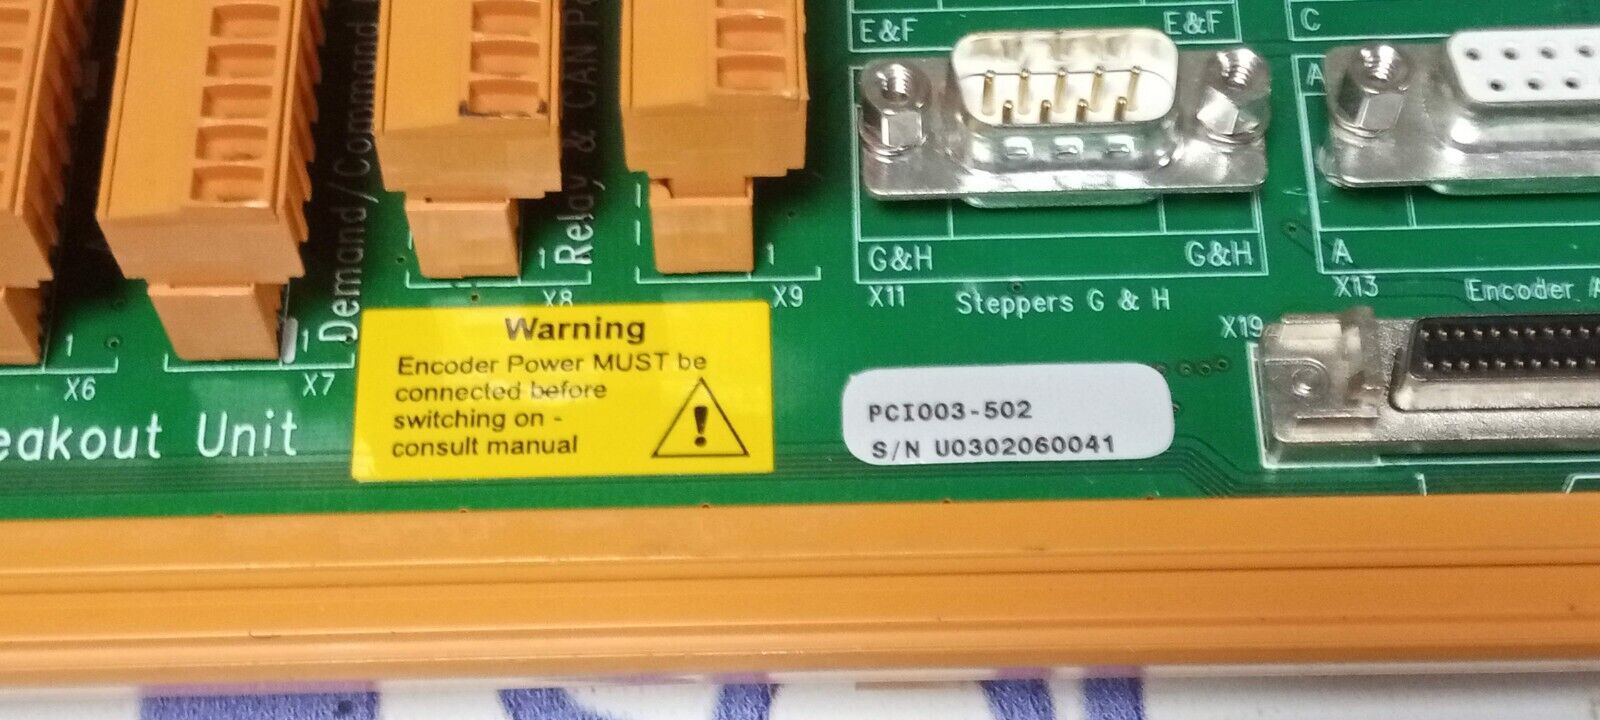 E&F E&F
C
A
Demand/Command
Relay & CAN
G&H G&H
A
1 X6
1 X7
1 X8
1 X9
X11 Steppers G & H
X13 Encoder
X19
eakout Unit
Warning
Encoder Power MUST be
connected before
switching on -
consult manual
PCI003-502
S/N U0302060041